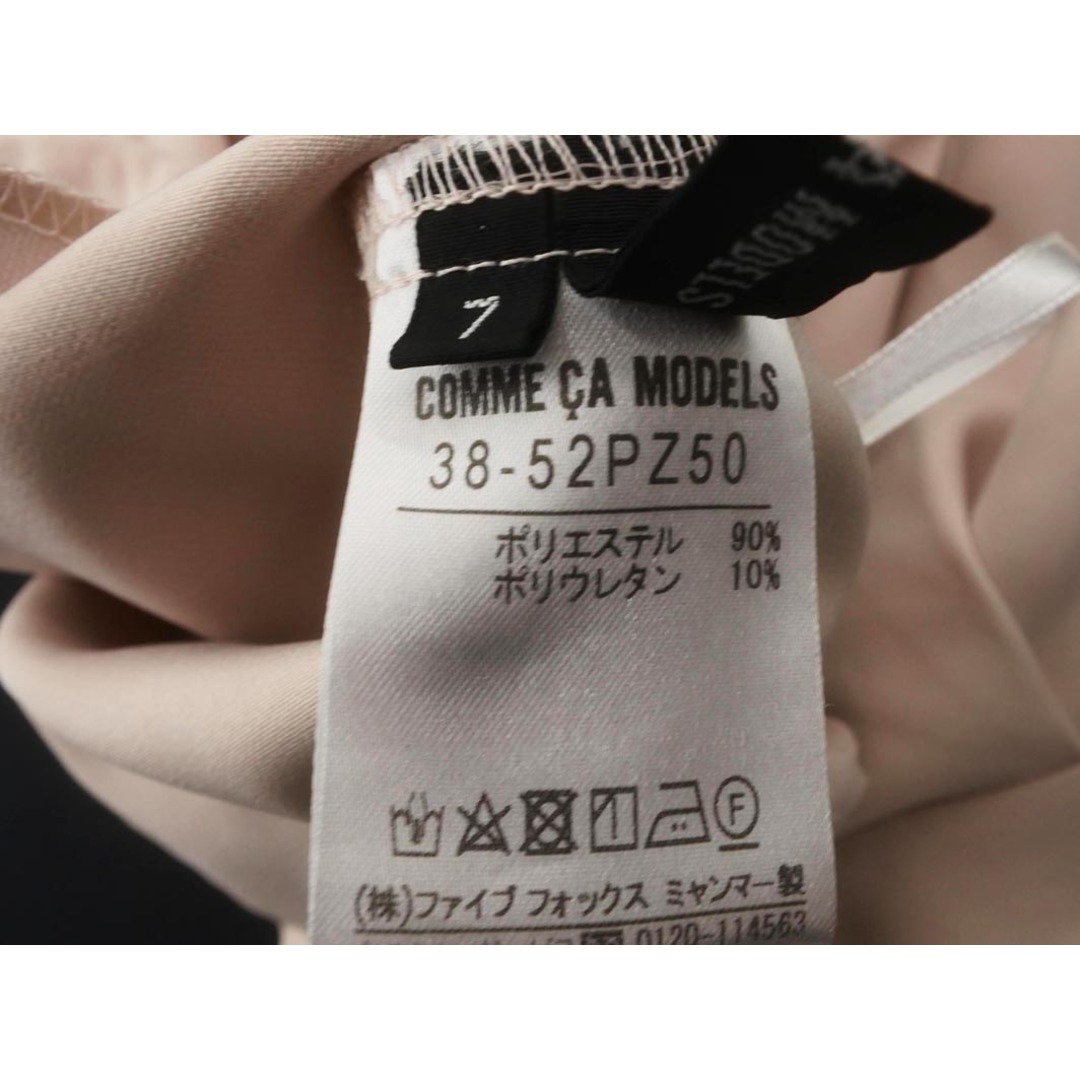 MODELS
7
COMME ÇA MODELS
38-52PZ50
ポリエステル 90%
ポリウレタン 10%
F
(株)ファイブ フォックス ミャンマー製
0120-114563